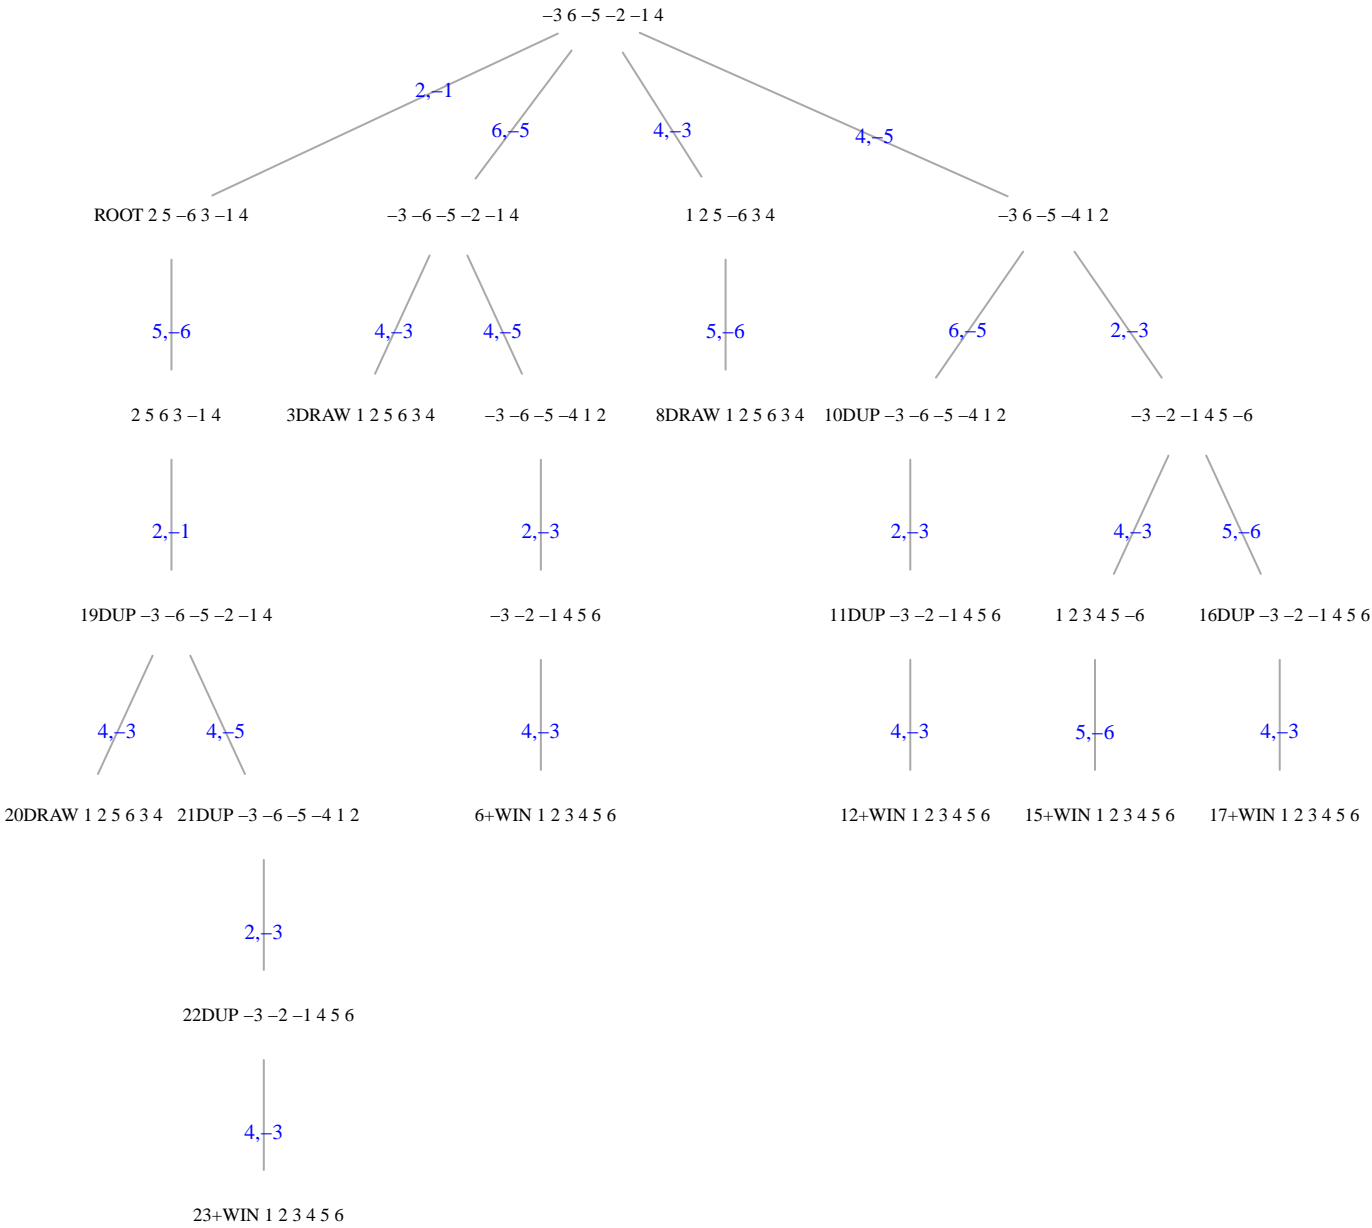 –3 6 –5 –2 –1 4
2,–1
6,–5
4,–3
4,–5
ROOT 2 5 –6 3 –1 4
–3 –6 –5 –2 –1 4
1 2 5 –6 3 4
–3 6 –5 –4 1 2
5,–6
4,–3
4,–5
5,–6
6,–5
2,–3
2 5 6 3 –1 4
3DRAW 1 2 5 6 3 4
–3 –6 –5 –4 1 2
8DRAW 1 2 5 6 3 4
10DUP –3 –6 –5 –4 1 2
–3 –2 –1 4 5 –6
2,–1
2,–3
2,–3
4,–3
5,–6
19DUP –3 –6 –5 –2 –1 4
–3 –2 –1 4 5 6
11DUP –3 –2 –1 4 5 6
1 2 3 4 5 –6
16DUP –3 –2 –1 4 5 6
4,–3
4,–5
4,–3
4,–3
5,–6
4,–3
20DRAW 1 2 5 6 3 4
21DUP –3 –6 –5 –4 1 2
6+WIN 1 2 3 4 5 6
12+WIN 1 2 3 4 5 6
15+WIN 1 2 3 4 5 6
17+WIN 1 2 3 4 5 6
2,–3
22DUP –3 –2 –1 4 5 6
4,–3
23+WIN 1 2 3 4 5 6